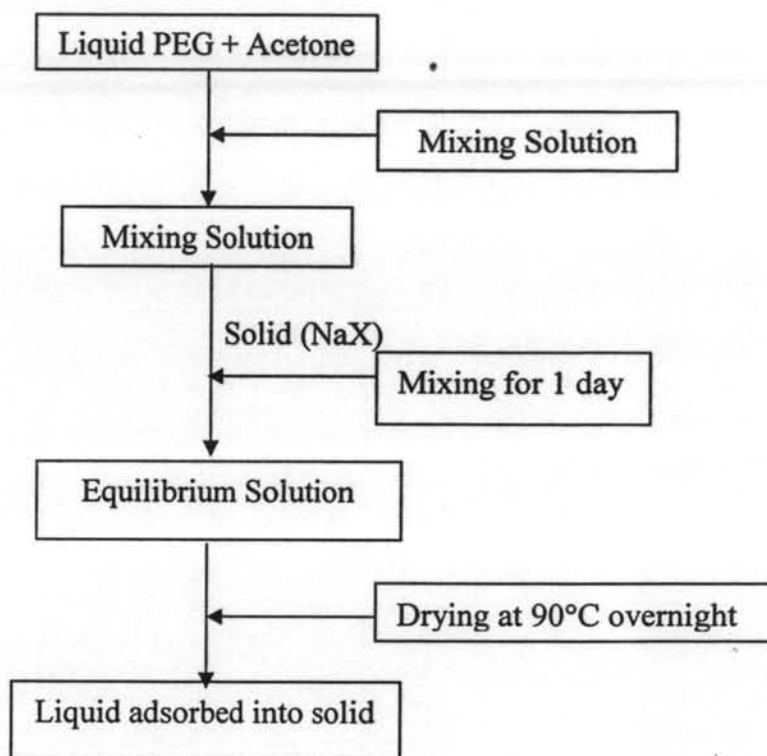 Liquid PEG + Acetone
Mixing Solution
Mixing Solution
Solid (NaX)
Mixing for 1 day
Equilibrium Solution
Drying at 90°C overnight
Liquid adsorbed into solid